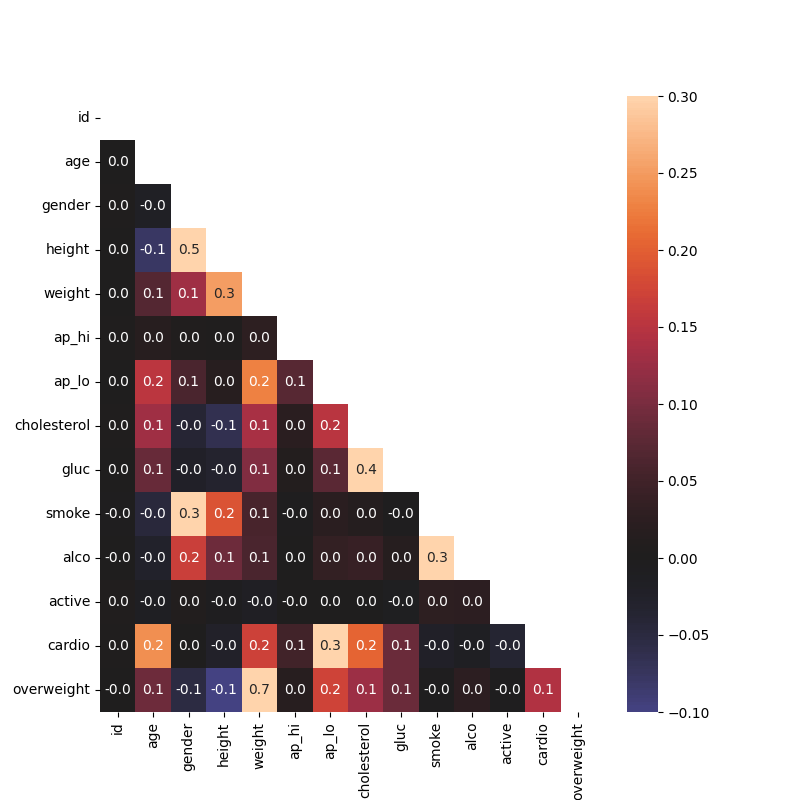 id
age 0.0
gender 0.0 -0.0
height 0.0 -0.1 0.5
weight 0.0 0.1 0.1 0.3
ap_hi 0.0 0.0 0.0 0.0 0.0
ap_lo 0.0 0.2 0.1 0.0 0.2 0.1
cholesterol 0.0 0.1 -0.0 -0.1 0.1 0.0 0.2
gluc 0.0 0.1 -0.0 -0.0 0.1 0.0 0.1 0.4
smoke -0.0 -0.0 0.3 0.2 0.1 -0.0 0.0 0.0 -0.0
alco -0.0 -0.0 0.2 0.1 0.1 0.0 0.0 0.0 0.0 0.3
active 0.0 -0.0 0.0 -0.0 -0.0 -0.0 0.0 0.0 -0.0 0.0 0.0
cardio 0.0 0.2 0.0 -0.0 0.2 0.1 0.3 0.2 0.1 -0.0 -0.0 -0.0
overweight -0.0 0.1 -0.1 -0.1 0.7 0.0 0.2 0.1 0.1 -0.0 0.0 -0.0 0.1
id age gender height weight ap_hi ap_lo cholesterol gluc smoke alco active cardio overweight
0.30
0.25
0.20
0.15
0.10
0.05
0.00
−0.05
−0.10